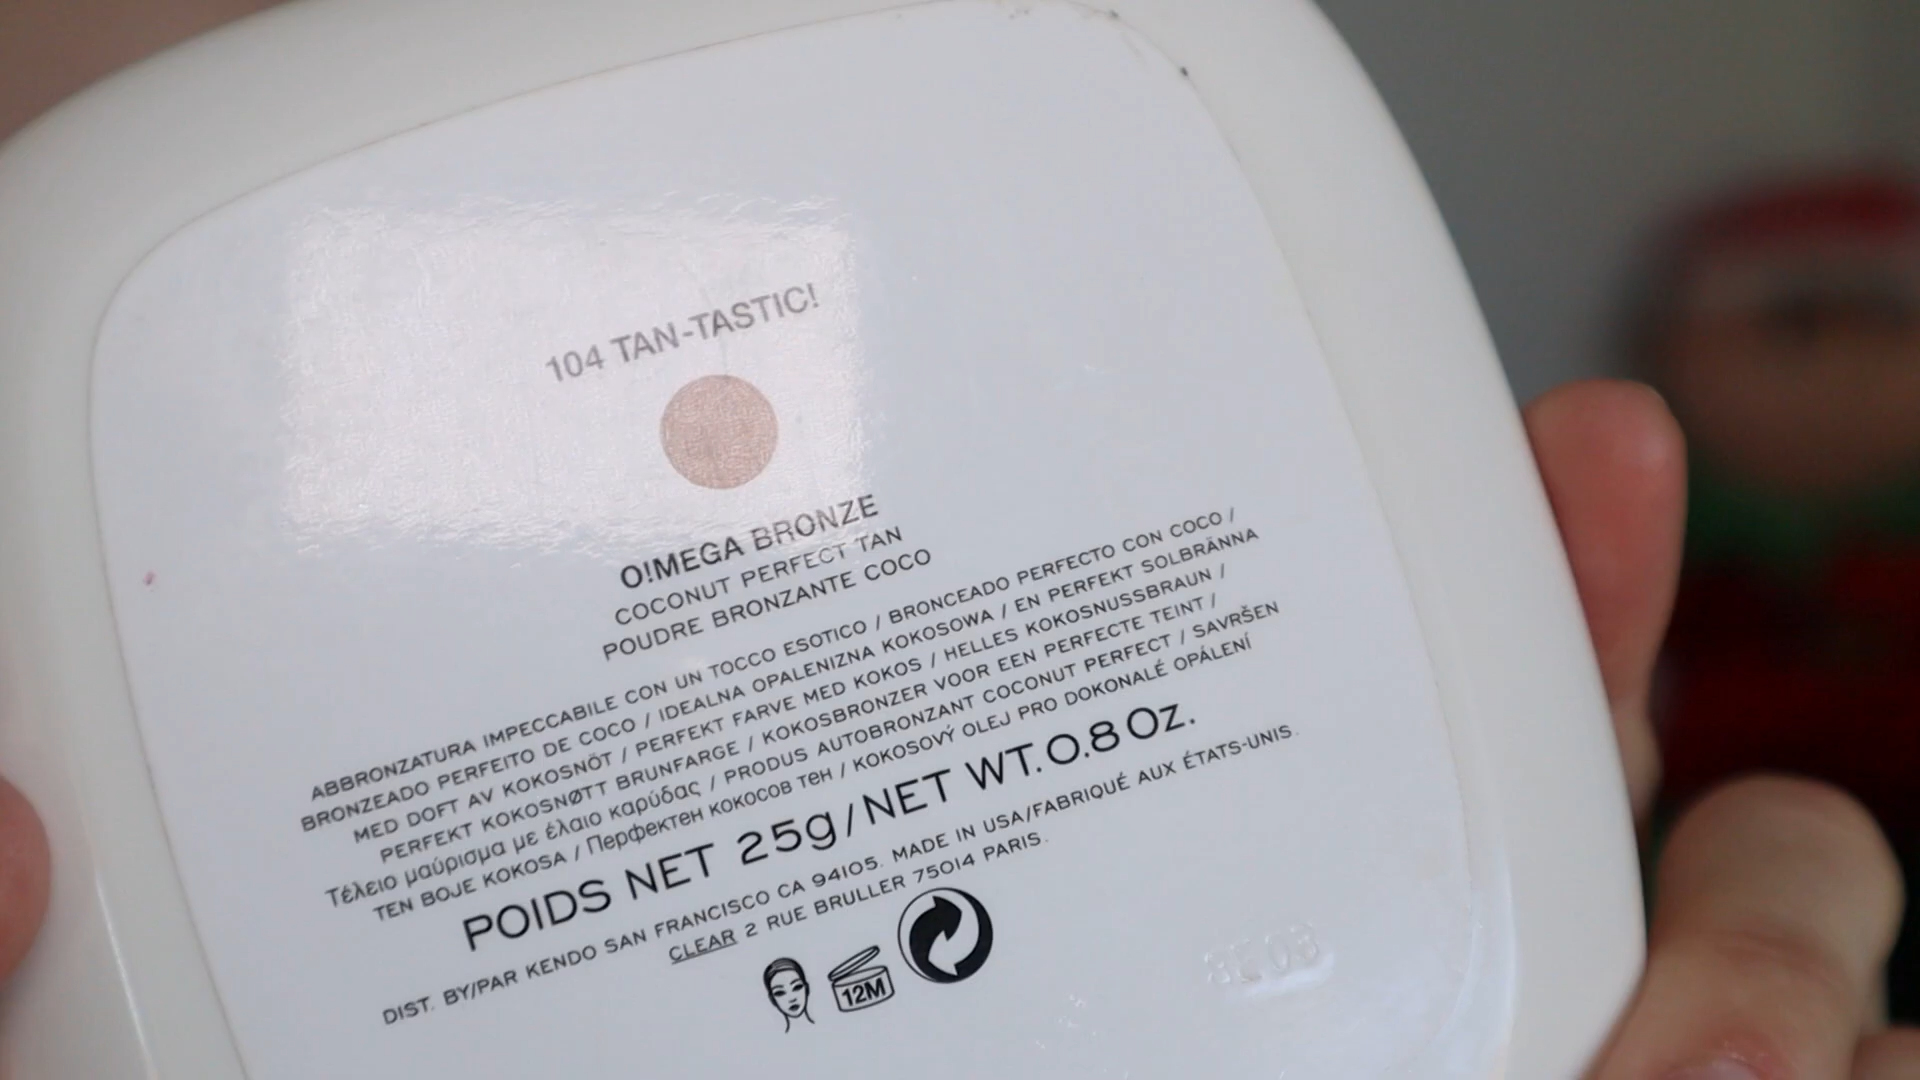 104 TAN-TASTIC!
O!MEGA BRONZE
COCONUT PERFECT TAN
POUDRE BRONZANTE COCO
ABBRONZATURA IMPECCABILE CON UN TOCCO ESOTICO / BRONCEADO PERFECTO CON COCO /
BRONZEADO PERFEITO DE COCO / IDEALNA OPALENIZNA KOKOSOWA / EN PERFEKT SOLBRÄNNA
MED DOFT AV KOKOSNÖT / PERFEKT FARVE MED KOKOS / HELLES KOKOSNUSSBRAUN /
PERFEKT KOKOSNØTT BRUNFARGE / KOKOSBRONZER VOOR EEN PERFECTE TEINT /
Τέλειο μαύρισμα με έλαιο καρύδας / PRODUS AUTOBRONZANT COCONUT PERFECT / SAVRŠEN
TEN BOJE KOKOSA / Перфектен кокосов тен / KOKOSOVÝ OLEJ PRO DOKONALÉ OPÁLENÍ
POIDS NET 25g/NET WT. 0.8 Oz.
DIST. BY/PAR KENDO SAN FRANCISCO CA 94105. MADE IN USA/FABRIQUÉ AUX ÉTATS-UNIS.
CLEAR 2 RUE BRULLER 75014 PARIS.
12M